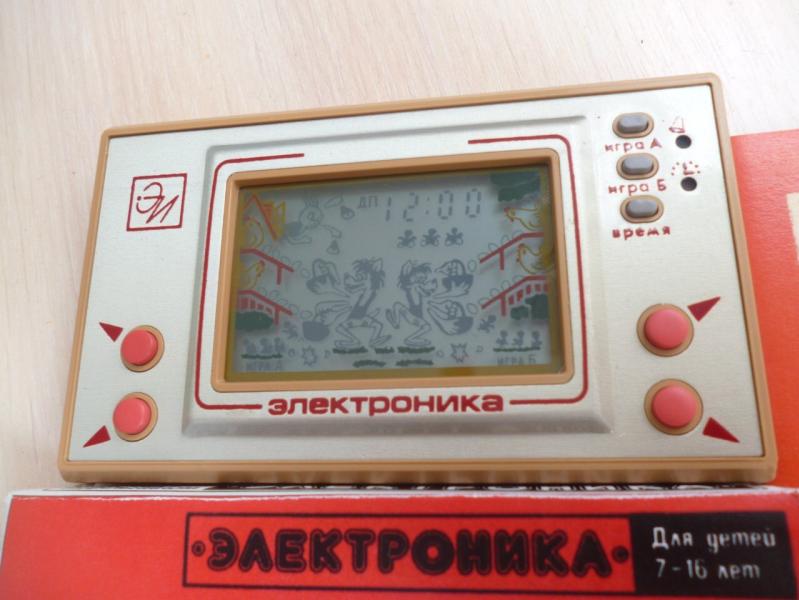 ЭИ
игра А
игра Б
время
ДП 12:00
ИГРА А
ИГРА Б
электроника
•ЭЛЕКТРОНИКА•
Для детей
7-16 лет